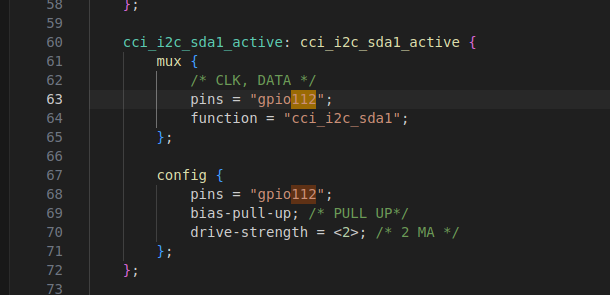 58 };
59
60 cci_i2c_sda1_active: cci_i2c_sda1_active {
61 mux {
62 /* CLK, DATA */
63 pins = "gpio112";
64 function = "cci_i2c_sda1";
65 };
66
67 config {
68 pins = "gpio112";
69 bias-pull-up; /* PULL UP*/
70 drive-strength = <2>; /* 2 MA */
71 };
72 };
73